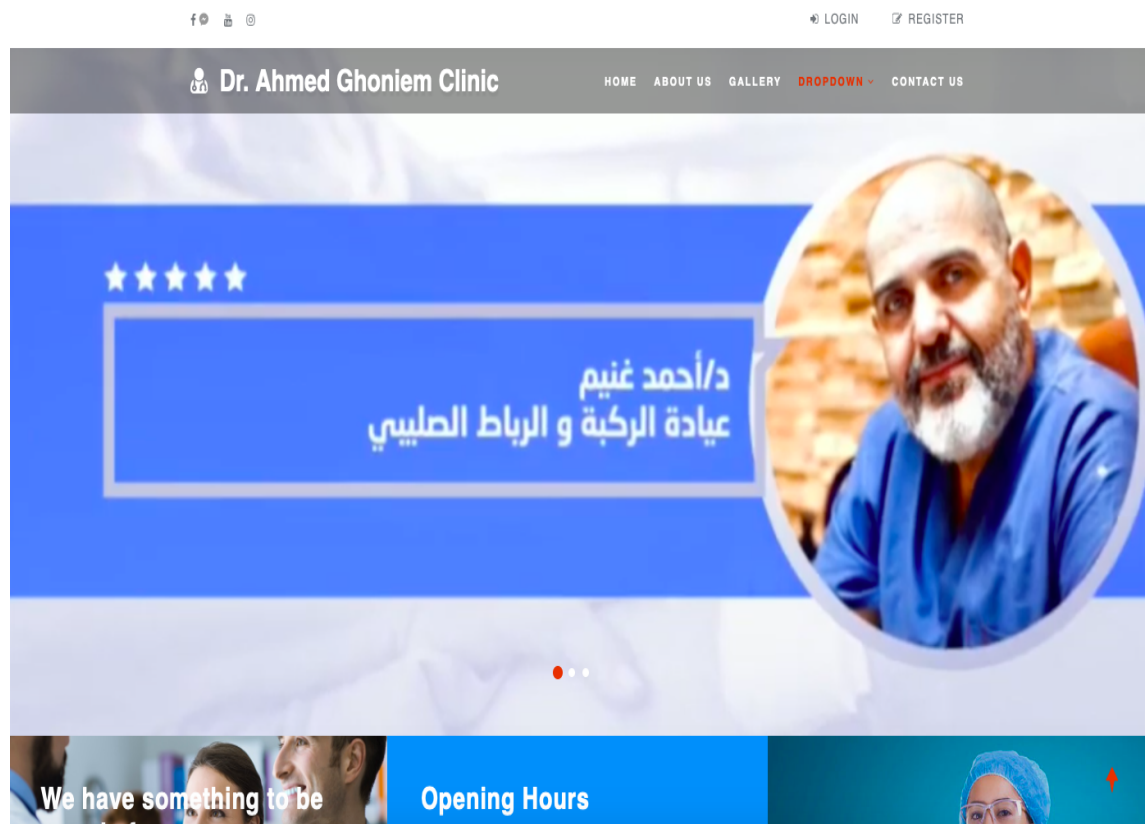 LOGIN
REGISTER
Dr. Ahmed Ghoniem Clinic
HOME
ABOUT US
GALLERY
DROPDOWN
CONTACT US
د/أحمد غنيم
عيادة الركبة و الرباط الصليبي
We have something to be
Opening Hours